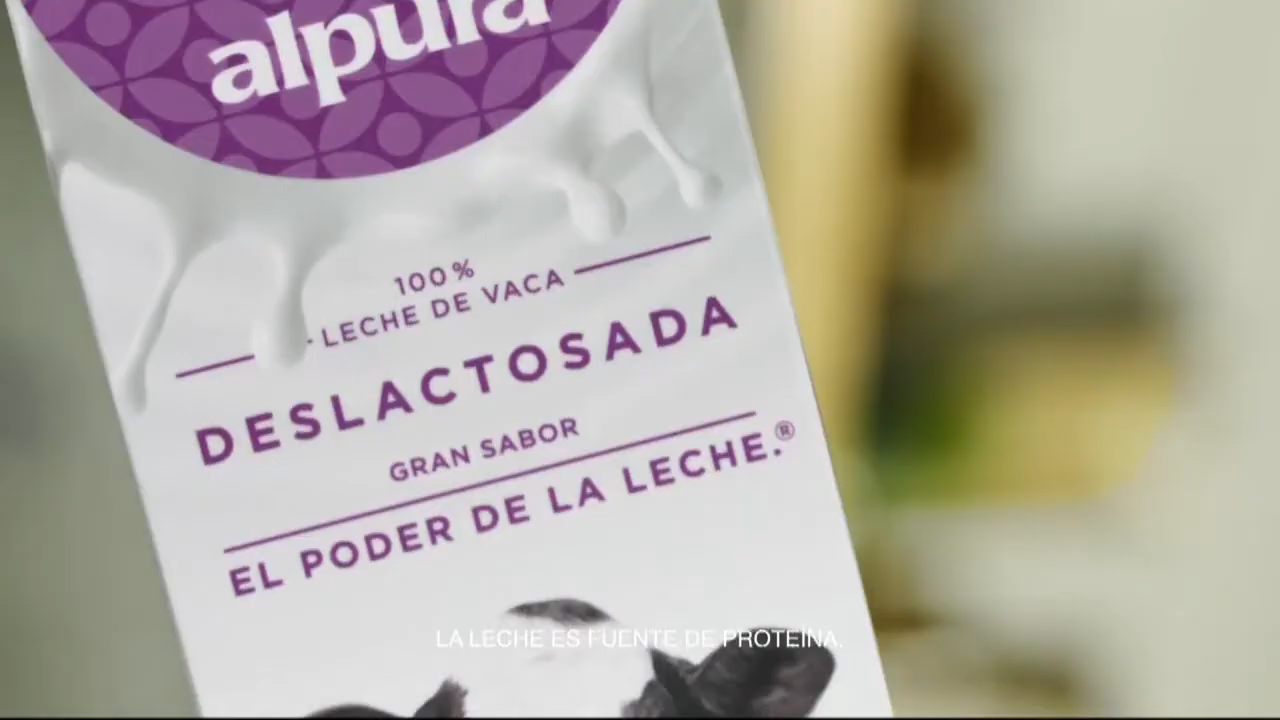 alpura
100%
LECHE DE VACA
DESLACTOSADA
GRAN SABOR
EL PODER DE LA LECHE.®
LA LECHE ES FUENTE DE PROTEÍNA.